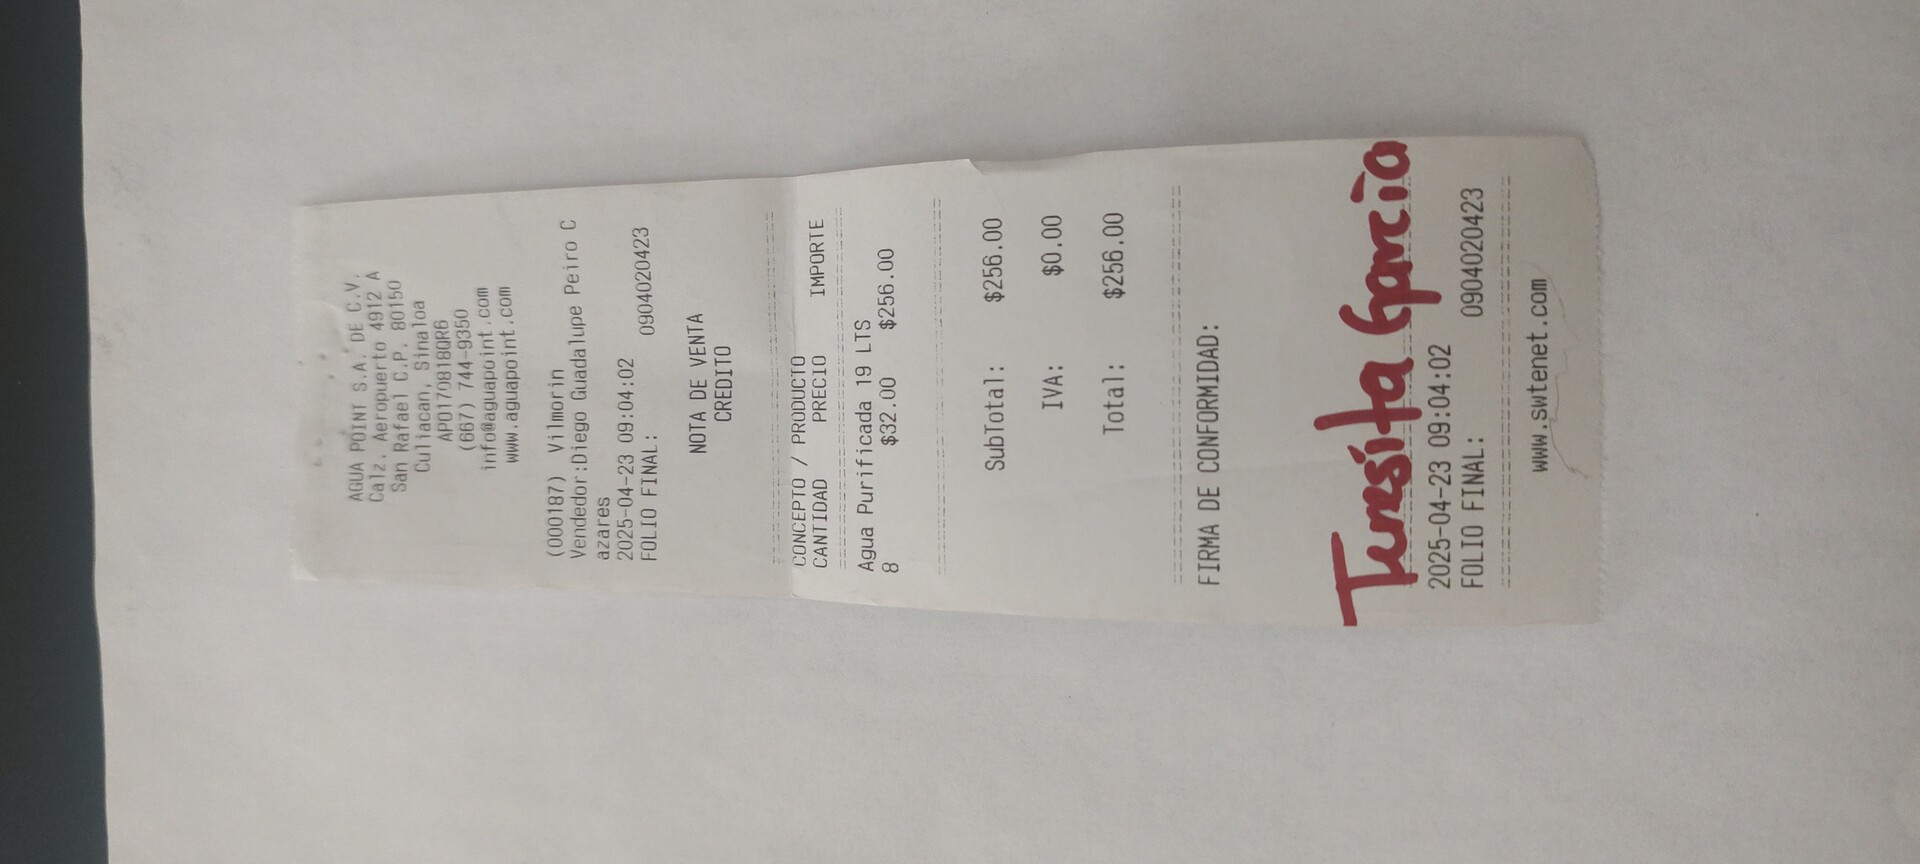 AGUA POINT S.A. DE C.V.
Calz. Aeropuerto 4912 A
San Rafael C.P. 80150
Culiacan, Sinaloa
APO170818QR6
(667) 744-9350
info@aguapoint.com
www.aguapoint.com
(000187) Vilmorin
Vendedor:Diego Guadalupe Peiro C
azares
2025-04-23 09:04:02
FOLIO FINAL: 0904020423
NOTA DE VENTA
CREDITO
CONCEPTO / PRODUCTO
CANTIDAD PRECIO IMPORTE
Agua Purificada 19 LTS
8 $32.00 $256.00
SubTotal: $256.00
IVA: $0.00
Total: $256.00
FIRMA DE CONFORMIDAD:
Teresita Garcia
2025-04-23 09:04:02
FOLIO FINAL: 0904020423
www.swtenet.com